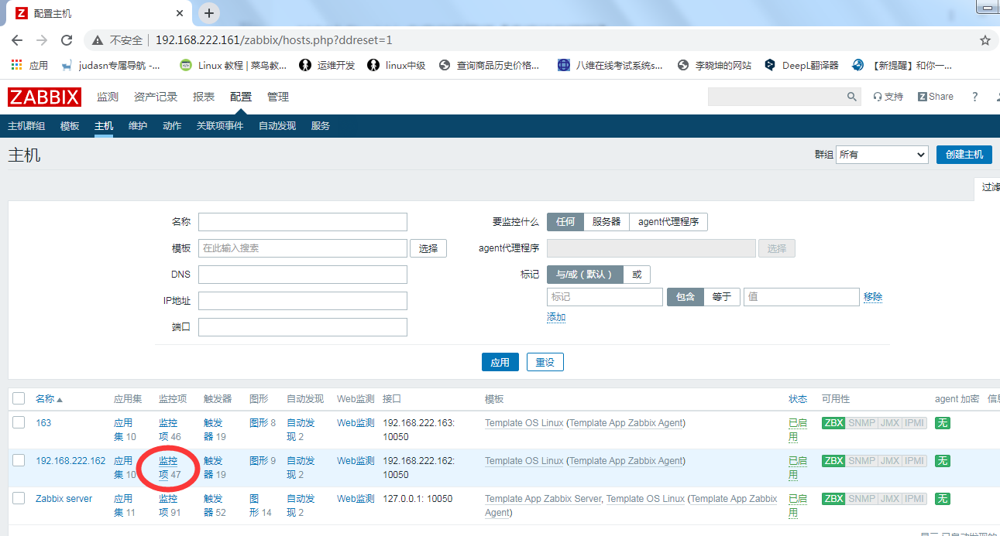 Z 配置主机
不安全 192.168.222.161/zabbix/hosts.php?ddreset=1
应用 judasn专属导航 -... Linux 教程 | 菜鸟教... 运维开发 linux中级 查询商品历史价格... 八维在线考试系统s... 李晓坤的网站 DeepL翻译器 【新提醒】和你一...
ZABBIX 监测 资产记录 报表 配置 管理 支持 Z Share ?
主机群组 模板 主机 维护 动作 关联项事件 自动发现 服务
主机 群组 所有 创建主机
过滤
名称 要监控什么 任何 服务器 agent代理程序
模板 在此输入搜索 选择 agent代理程序 选择
DNS 标记 与/或(默认) 或
标记 包含 等于 值 移除
IP地址
添加
端口
应用 重设
名称 应用集 监控项 触发器 图形 自动发现 Web监测 接口 模板 状态 可用性 agent 加密
163 应用 监控 触发 图形 8 自动发 Web监测 192.168.222.163: Template OS Linux (Template App Zabbix Agent) 已启 ZBX SNMP JMX IPMI 无
集 10 项 46 器 19 现 2 10050 用
192.168.222.162 应用 监控 触发 图形 9 自动发 Web监测 192.168.222.162: Template OS Linux (Template App Zabbix Agent) 已启 ZBX SNMP JMX IPMI 无
集 10 项 47 器 19 现 2 10050 用
Zabbix server 应用 监控 触发 图 自动发 Web监测 127.0.0.1: 10050 Template App Zabbix Server, Template OS Linux (Template App Zabbix 已启 ZBX SNMP JMX IPMI 无
集 11 项 91 器 52 形 14 现 2 Agent) 用